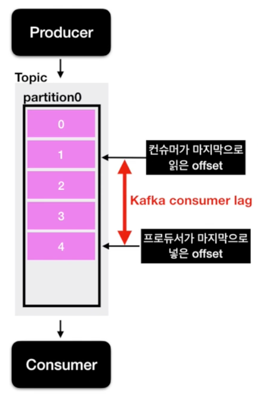 Producer
Topic
partition0
0
1
컨슈머가 마지막으로
읽은 offset
2
Kafka consumer lag
3
4
프로듀서가 마지막으로
넣은 offset
Consumer